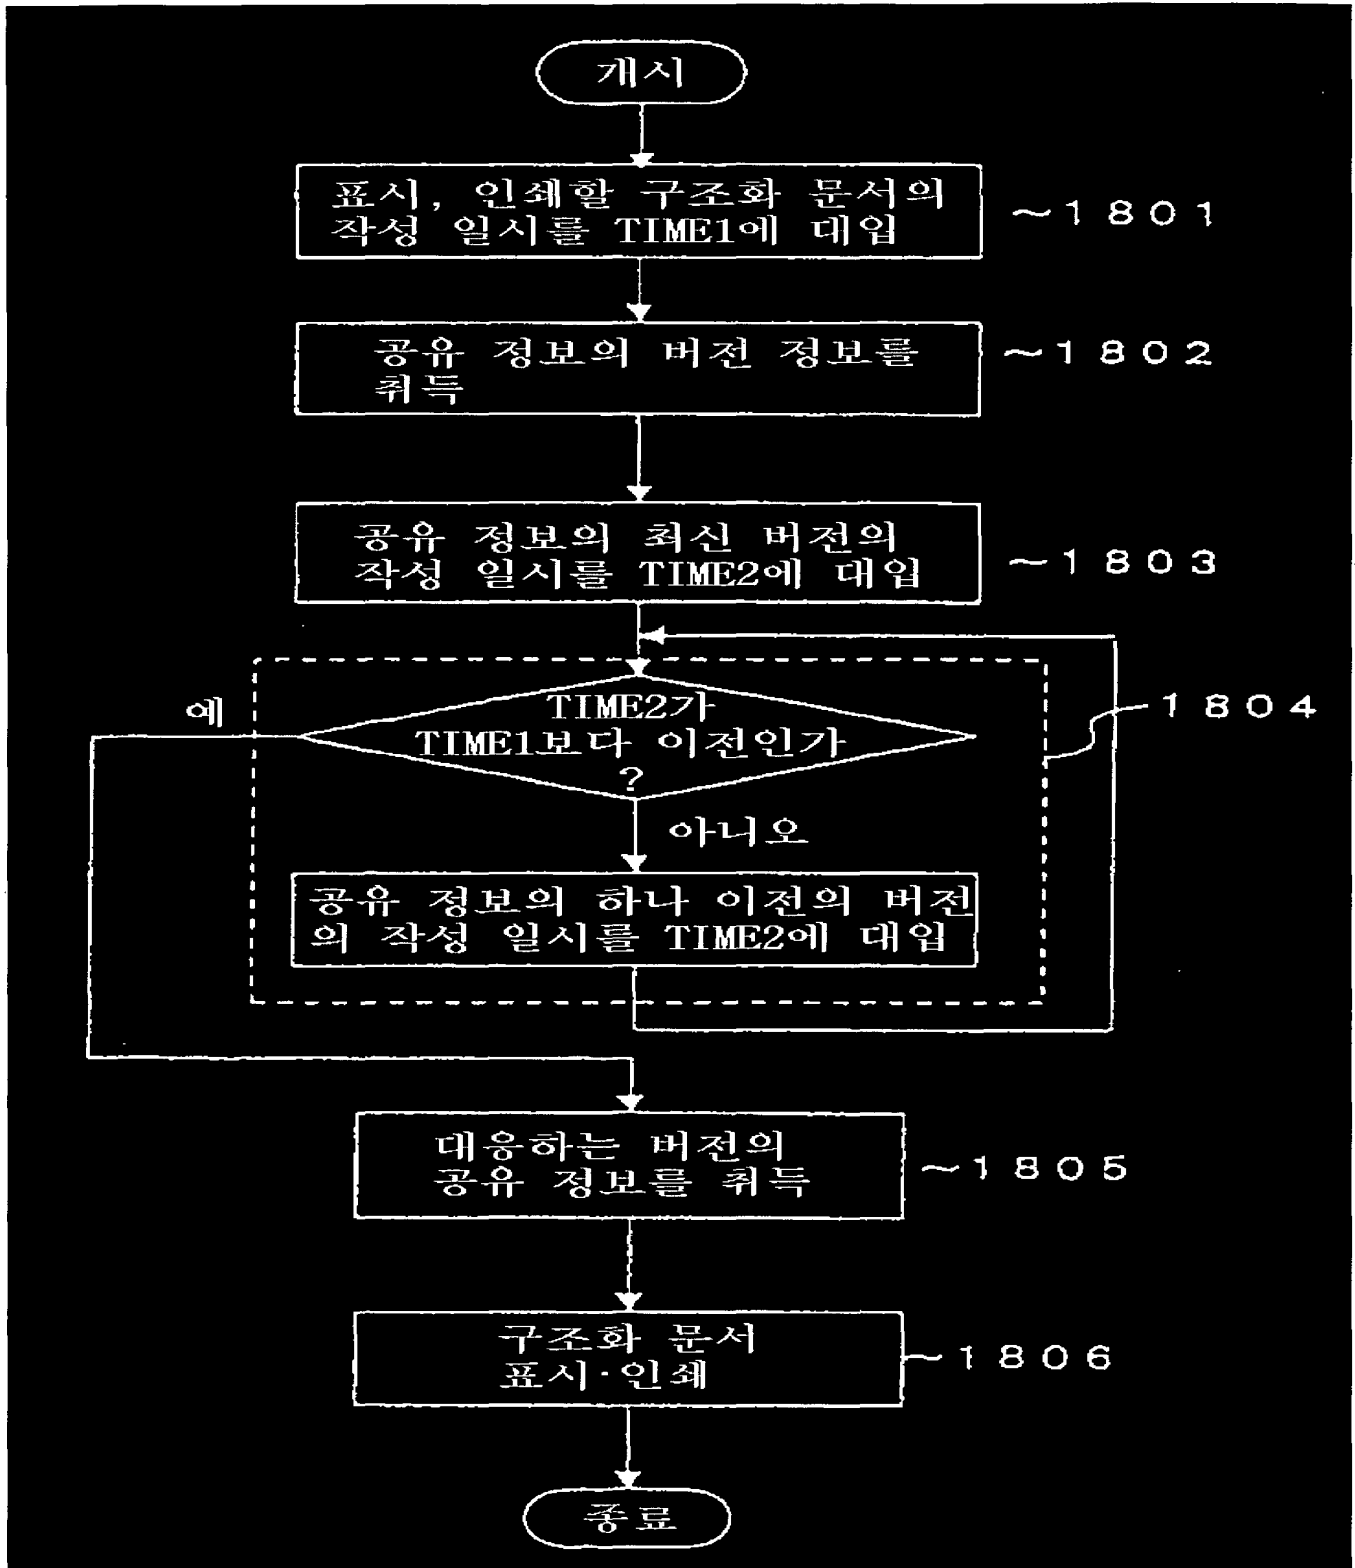 개시
표시, 인쇄할 구조화 문서의
작성 일시를 TIME1에 대입
~1801
공유 정보의 버전 정보를
취득
~1802
공유 정보의 최신 버전의
작성 일시를 TIME2에 대입
~1803
예
TIME2가
TIME1보다 이전인가
?
1804
아니오
공유 정보의 하나 이전의 버전
의 작성 일시를 TIME2에 대입
대응하는 버전의
공유 정보를 취득
~1805
구조화 문서
표시·인쇄
~1806
종료